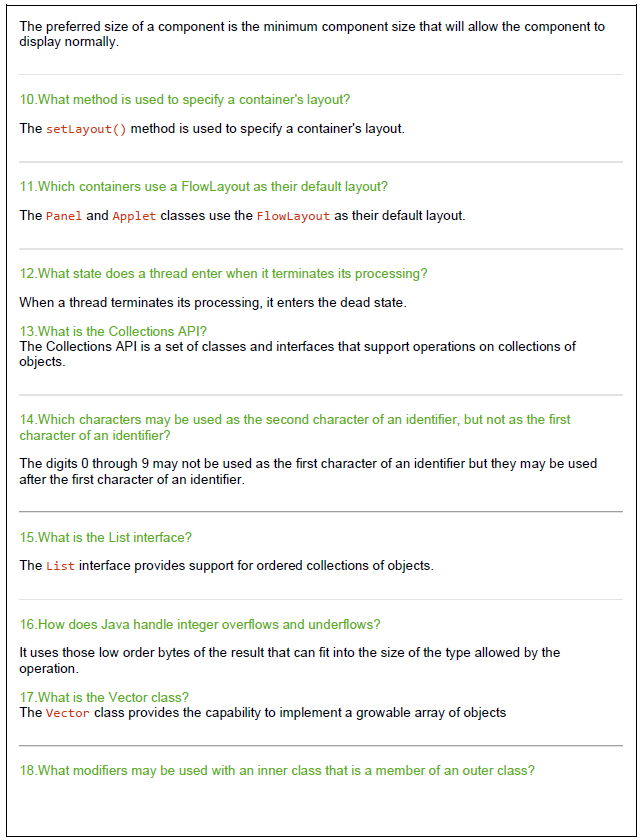 The preferred size of a component is the minimum component size that will allow the component to
display normally.
10.What method is used to specify a container's layout?
The setLayout() method is used to specify a container's layout.
11.Which containers use a FlowLayout as their default layout?
The Panel and Applet classes use the FlowLayout as their default layout.
12.What state does a thread enter when it terminates its processing?
When a thread terminates its processing, it enters the dead state.
13.What is the Collections API?
The Collections API is a set of classes and interfaces that support operations on collections of
objects.
14.Which characters may be used as the second character of an identifier, but not as the first
character of an identifier?
The digits 0 through 9 may not be used as the first character of an identifier but they may be used
after the first character of an identifier.
15.What is the List interface?
The List interface provides support for ordered collections of objects.
16.How does Java handle integer overflows and underflows?
It uses those low order bytes of the result that can fit into the size of the type allowed by the
operation.
17.What is the Vector class?
The Vector class provides the capability to implement a growable array of objects
18.What modifiers may be used with an inner class that is a member of an outer class?